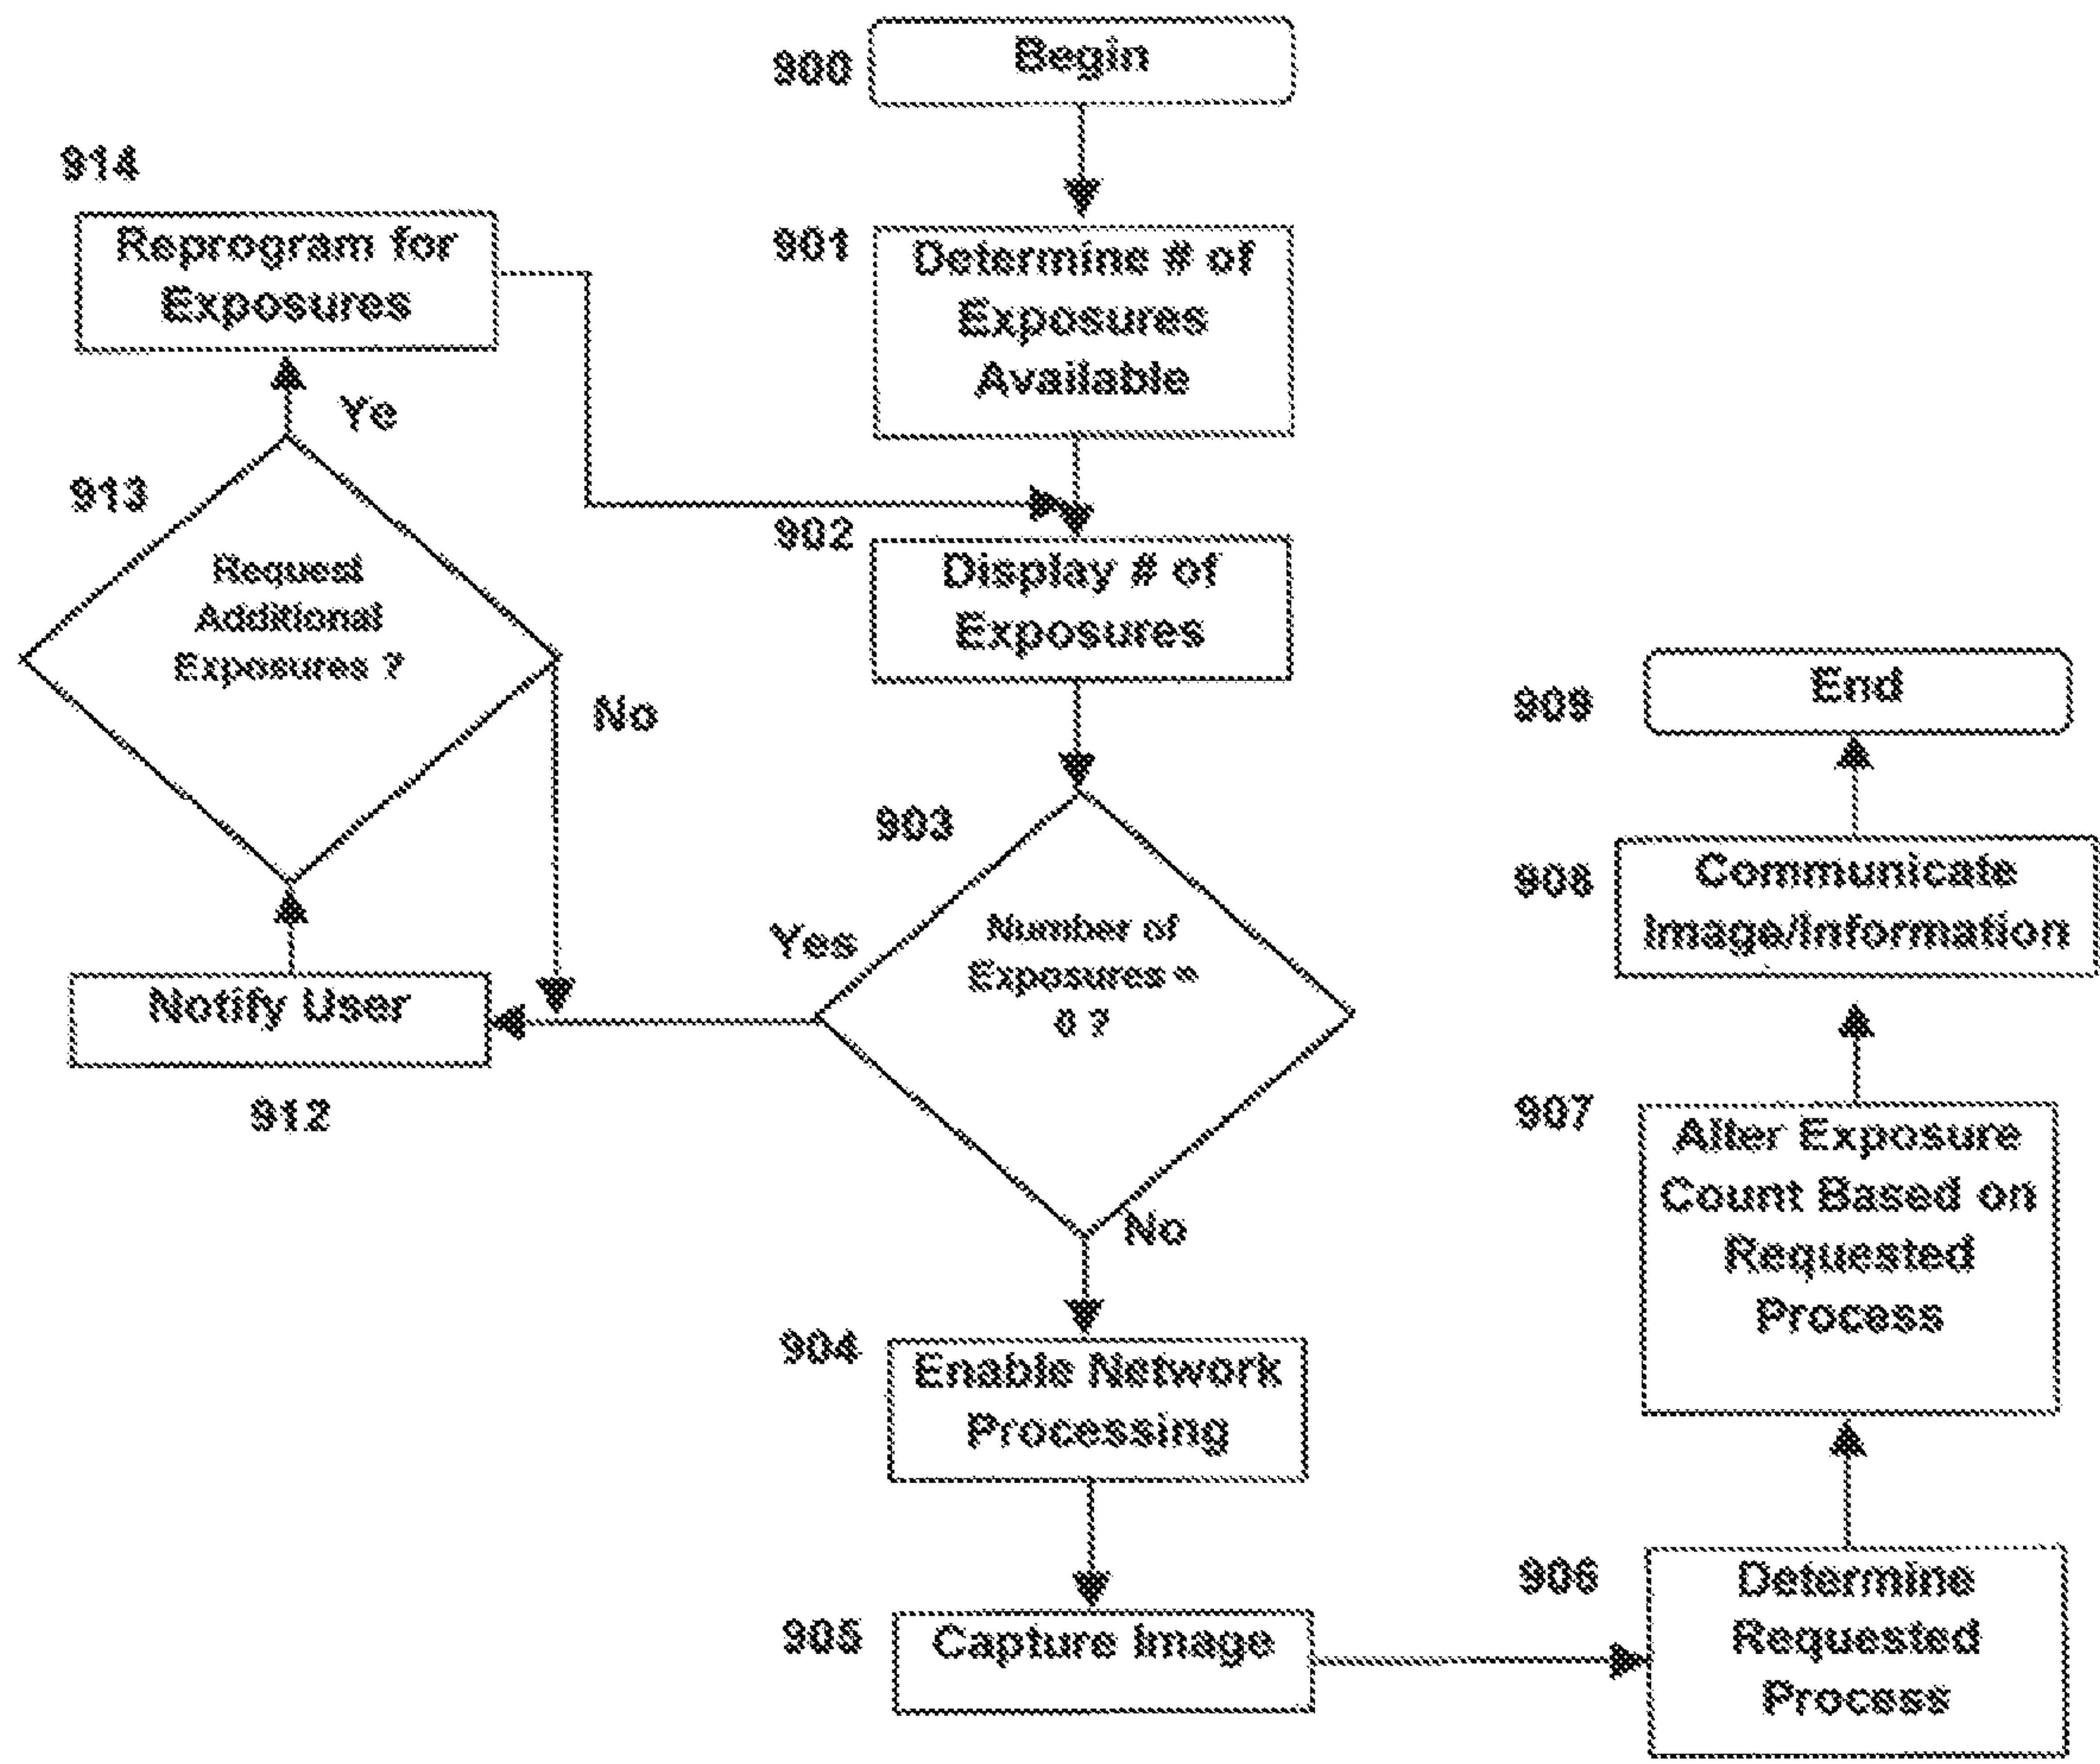 900
Begin
901
Determine # of
Exposures
Available
902
Display # of
Exposures
903
Number of
Exposures =
0 ?
Yes
No
904
Enable Network
Processing
905
Capture Image
906
Determine
Requested
Process
907
Alter Exposure
Count Based on
Requested
Process
908
Communicate
Image/Information
909
End
912
Notify User
913
Request
Additional
Exposures ?
No
Ye
914
Reprogram for
Exposures